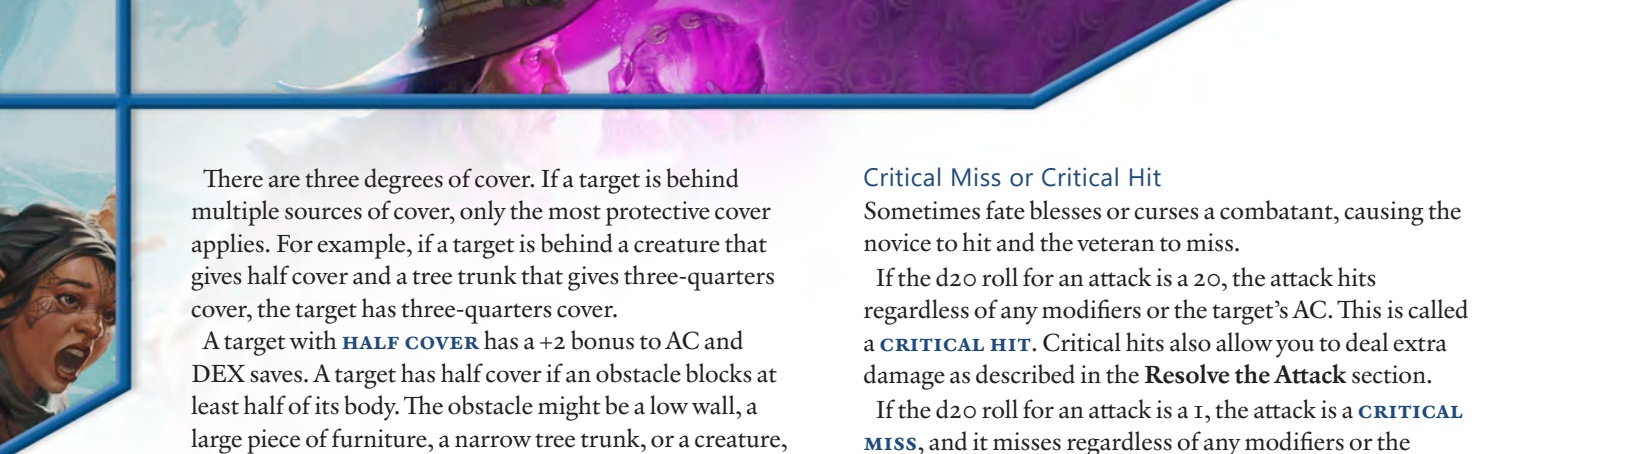 There are three degrees of cover. If a target is behind
multiple sources of cover, only the most protective cover
applies. For example, if a target is behind a creature that
gives half cover and a tree trunk that gives three-quarters
cover, the target has three-quarters cover.
A target with HALF COVER has a +2 bonus to AC and
DEX saves. A target has half cover if an obstacle blocks at
least half of its body. The obstacle might be a low wall, a
large piece of furniture, a narrow tree trunk, or a creature,
Critical Miss or Critical Hit
Sometimes fate blesses or curses a combatant, causing the
novice to hit and the veteran to miss.
If the d20 roll for an attack is a 20, the attack hits
regardless of any modifiers or the target’s AC. This is called
a CRITICAL HIT. Critical hits also allow you to deal extra
damage as described in the Resolve the Attack section.
If the d20 roll for an attack is a 1, the attack is a CRITICAL
MISS, and it misses regardless of any modifiers or the